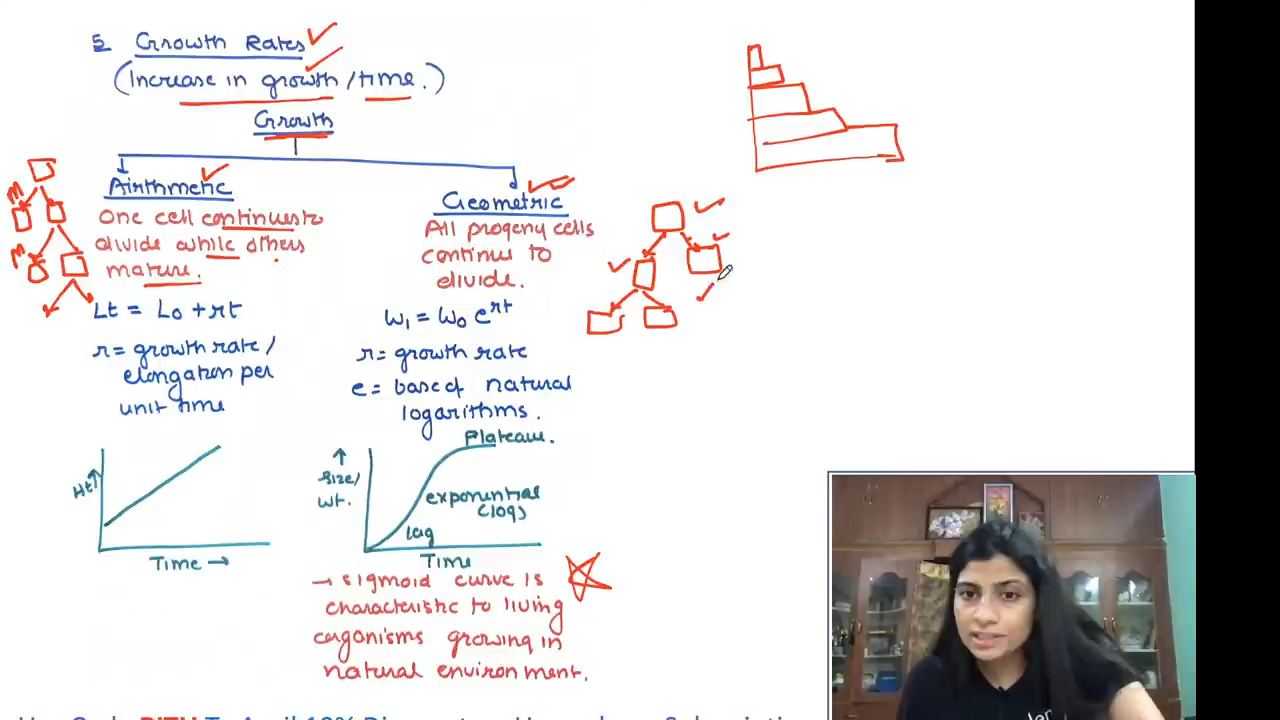 5 Growth Rates
(Increase in growth / time.)
Growth
Airthmetic
One cell continues to
divide while others
mature.
Lt = L0 + rt
r = growth rate /
elongation per
unit time
Ht
Time →
M
M
Geometric
All progeny cells
continue to
divide.
W1 = W0 e^rt
r = growth rate
e = base of natural
logarithms.
Plateau.
Size/
wt.
exponential
(log)
lag
Time
→ Sigmoid curve is
characteristic to living
organisms growing in
natural environment.